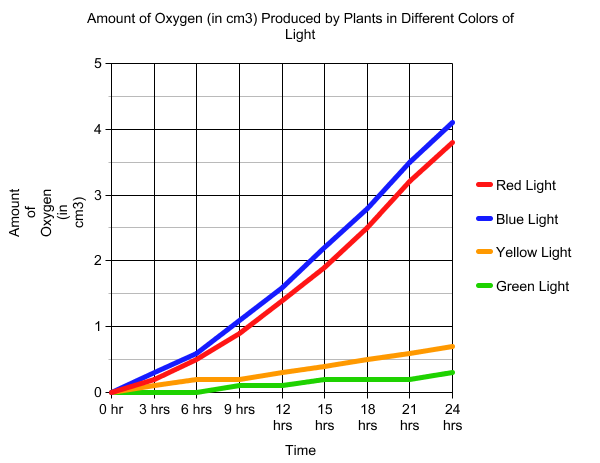 Amount of Oxygen (in cm3) Produced by Plants in Different Colors of
Light
Amount
of
Oxygen
(in
cm3)
5
4
3
2
1
0
0 hr
3 hrs
6 hrs
9 hrs
12
hrs
15
hrs
18
hrs
21
hrs
24
hrs
Time
Red Light
Blue Light
Yellow Light
Green Light